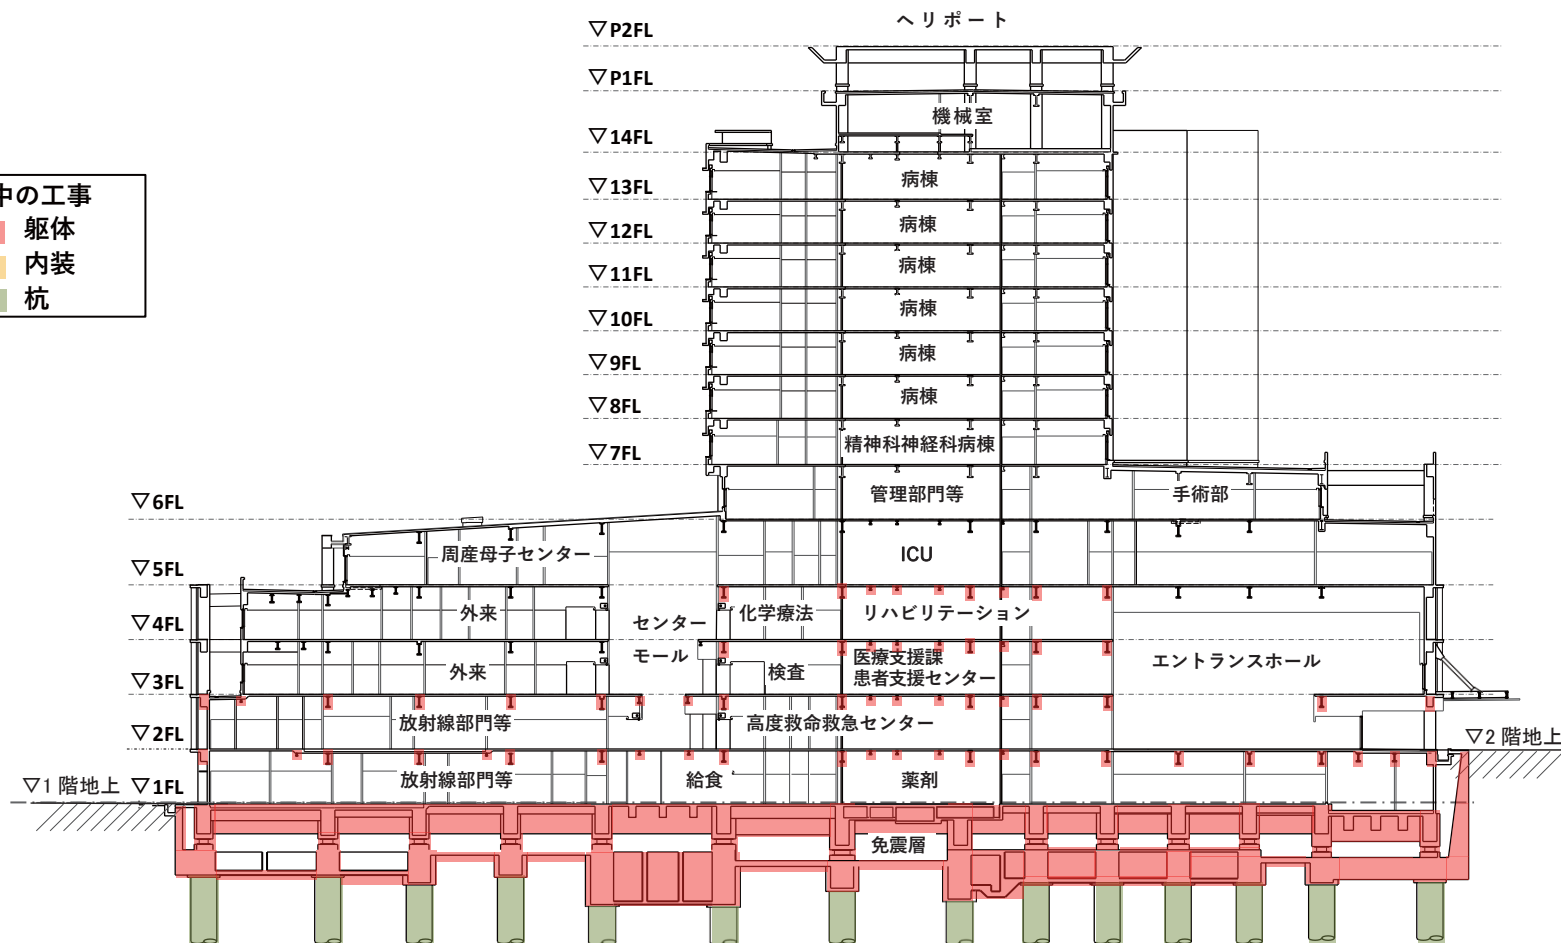 ヘリポート
▽P2FL
▽P1FL
機械室
▽14FL
中の工事
躯体
内装
杭
病棟
▽13FL
病棟
▽12FL
病棟
▽11FL
病棟
▽10FL
病棟
▽9FL
病棟
▽8FL
精神科神経科病棟
▽7FL
管理部門等
手術部
▽6FL
周産母子センター
ICU
▽5FL
外来
センター
モール
化学療法
リハビリテーション
▽4FL
外来
検査
医療支援課
患者支援センター
エントランスホール
▽3FL
放射線部門等
高度救命救急センター
▽2FL
▽2 階地上
放射線部門等
給食
薬剤
▽1 階地上
▽1FL
免震層